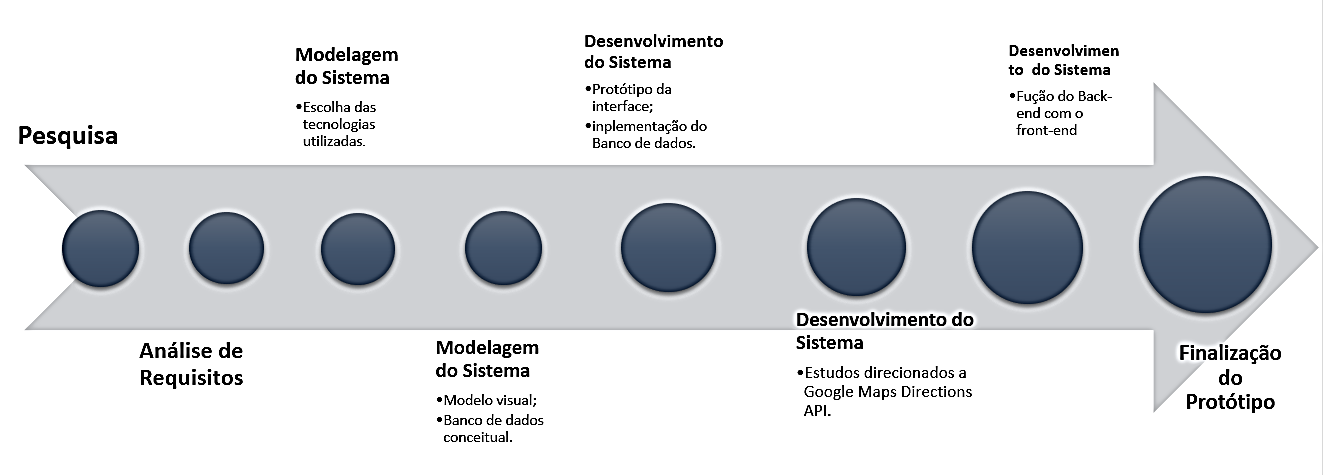 Pesquisa
Análise de
Requisitos
Modelagem
do Sistema
•Escolha das
tecnologias
utilizadas.
Modelagem
do Sistema
•Modelo visual;
•Banco de dados
conceitual.
Desenvolvimento
do Sistema
•Protótipo da
interface;
•inplementação do
Banco de dados.
Desenvolvimento do
Sistema
•Estudos direcionados a
Google Maps Directions
API.
Desenvolvimen
to do Sistema
•Fução do Back-
end com o
front-end
Finalização
do
Protótipo